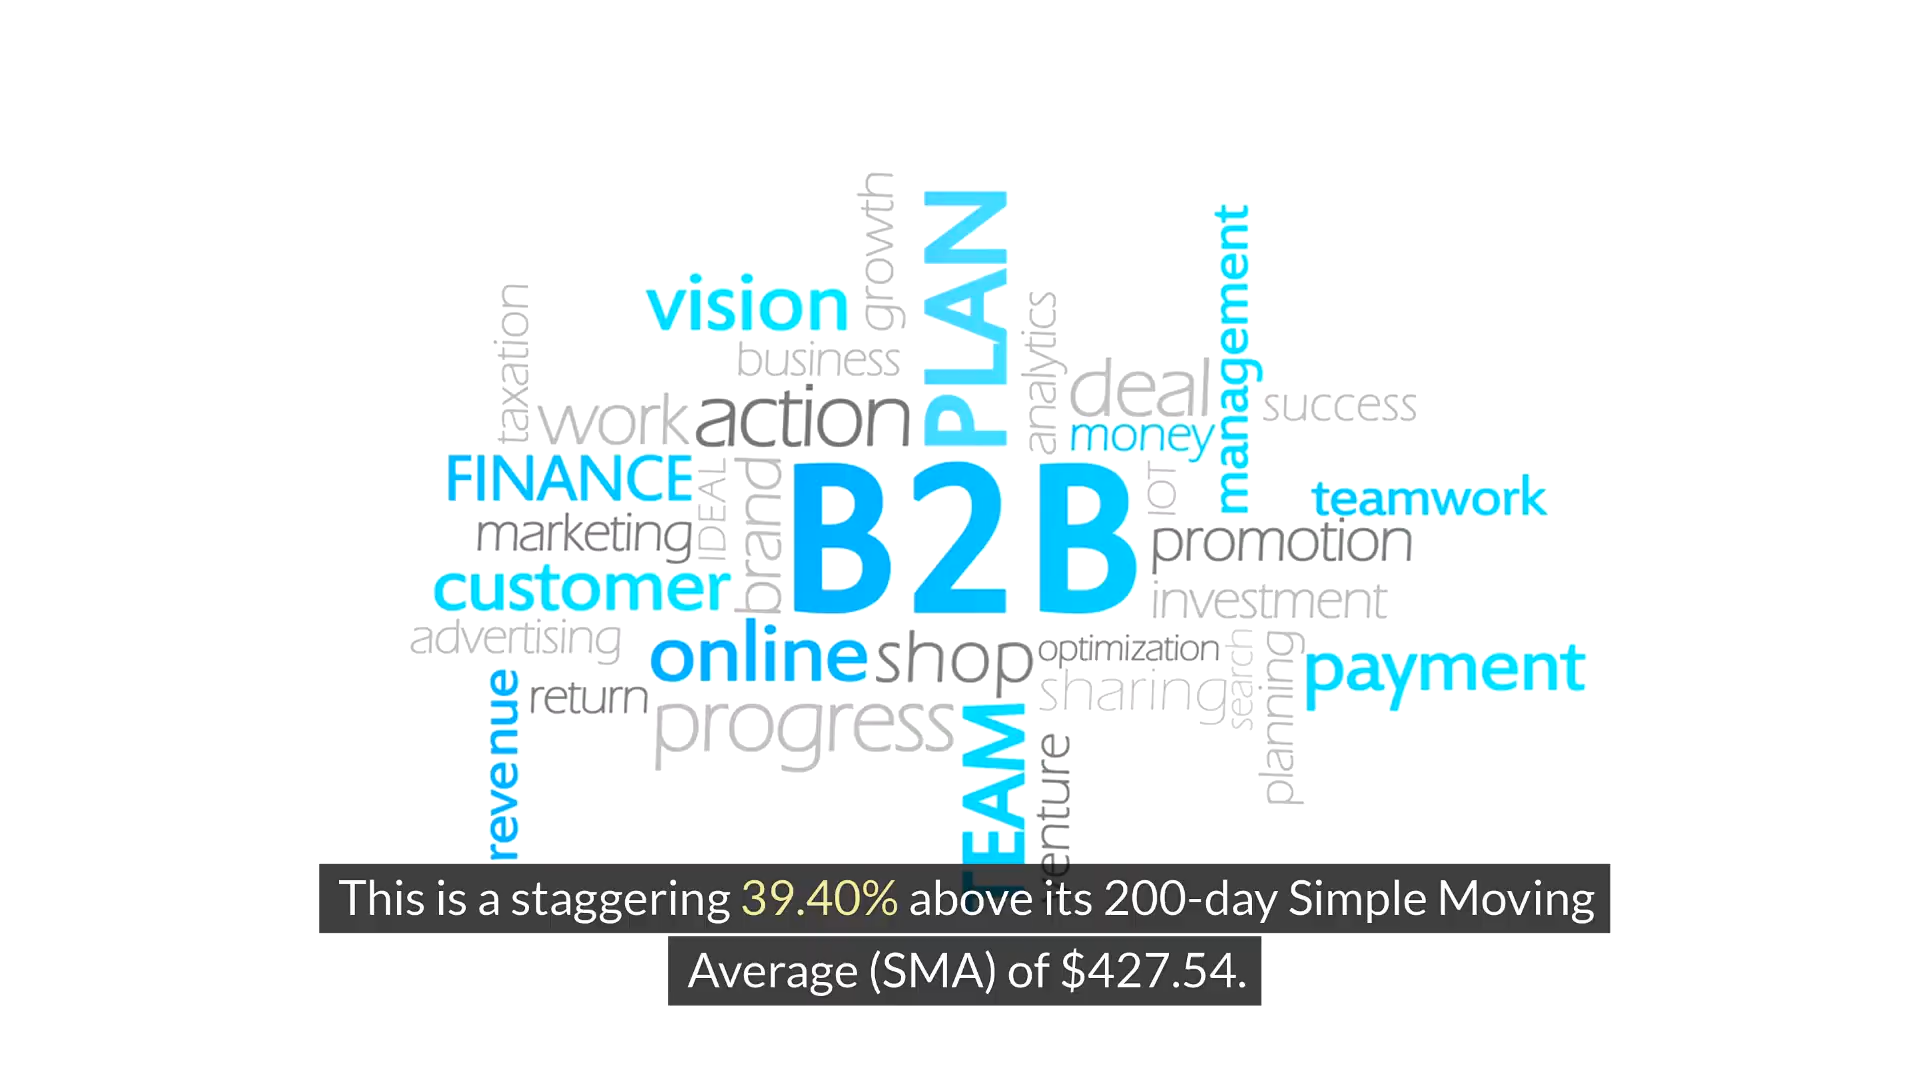 growth
PLAN
management
vision
taxation
analytics
business
deal
success
work
action
money
FINANCE
IDEAL
brand
B2B
IOT
teamwork
marketing
promotion
customer
investment
advertising
online
shop
optimization
search
planning
payment
revenue
return
sharing
progress
TEAM
venture
This is a staggering 39.40% above its 200-day Simple Moving
Average (SMA) of $427.54.